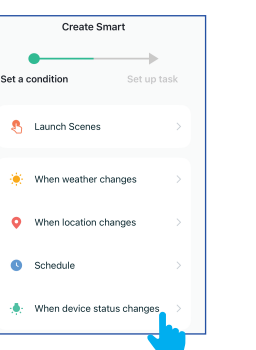 Create Smart
Set a condition Set up task
Launch Scenes
When weather changes
When location changes
Schedule
When device status changes